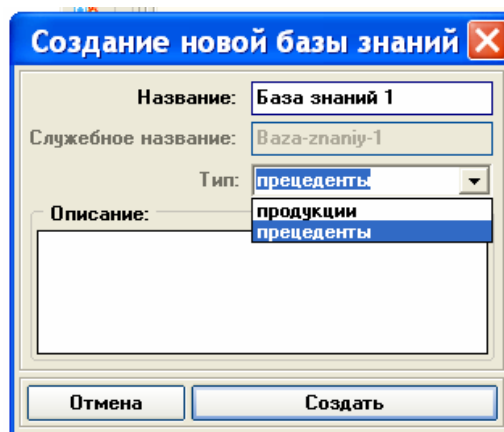 Создание новой базы знаний
Название: База знаний 1
Служебное название: Baza-znaniy-1
Тип: прецеденты
Описание:
продукции
прецеденты
Отмена Создать